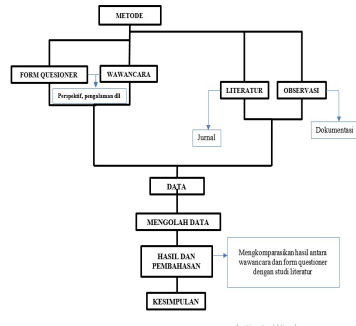 METODE
FORM QUESIONER
WAWANCARA
LITERATUR
OBSERVASI
Perspektif, pengalaman dll
Jurnal
Dokumentasi
DATA
MENGOLAH DATA
HASIL DAN
PEMBAHASAN
Mengkomparasikan hasil antara
wawancara dan form questioner
dengan studi literatur
KESIMPULAN